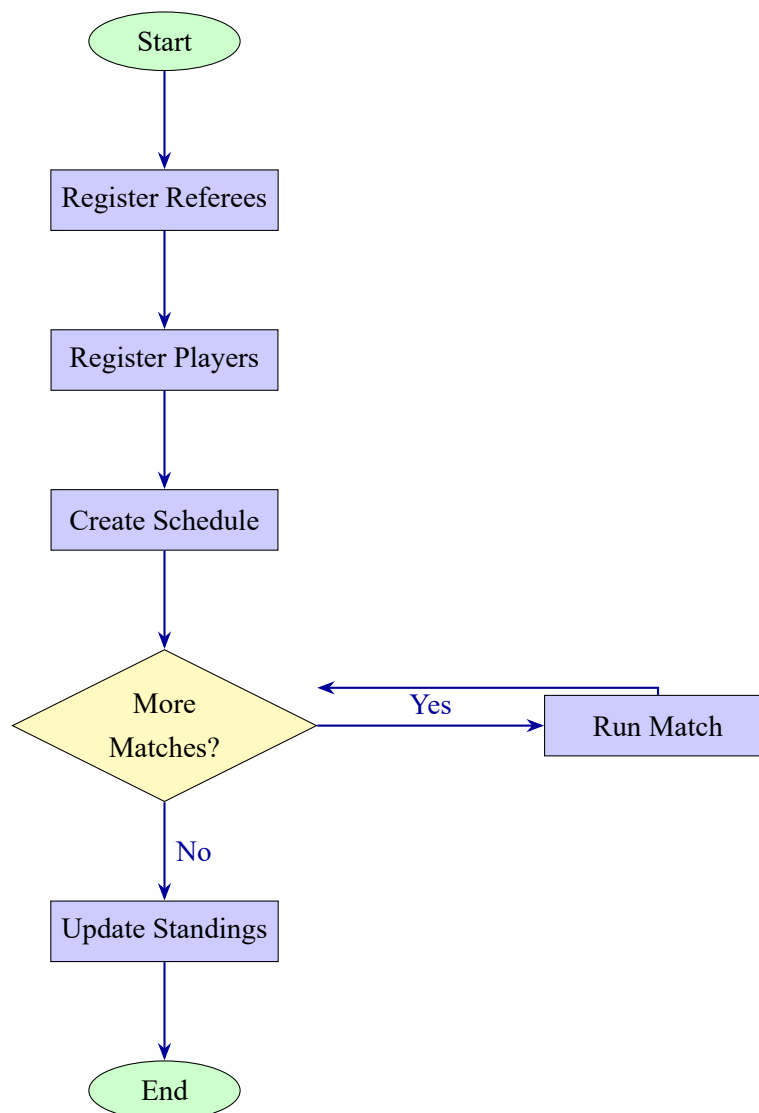 Start
Register Referees
Register Players
Create Schedule
More
Matches?
Yes
Run Match
No
Update Standings
End